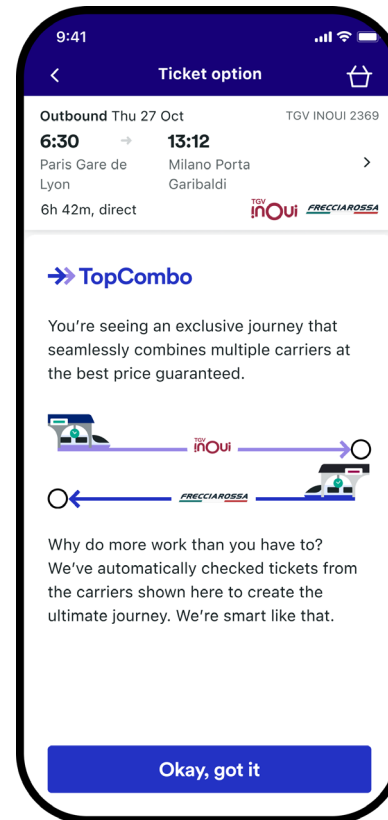 9:41
Ticket option
Outbound Thu 27 Oct TGV INOUI 2369
6:30 → 13:12
Paris Gare de Milano Porta
Lyon Garibaldi
6h 42m, direct TGV inOui FRECCIAROSSA
TopCombo
You're seeing an exclusive journey that
seamlessly combines multiple carriers at
the best price guaranteed.
TGV inOui
FRECCIAROSSA
Why do more work than you have to?
We've automatically checked tickets from
the carriers shown here to create the
ultimate journey. We're smart like that.
Okay, got it